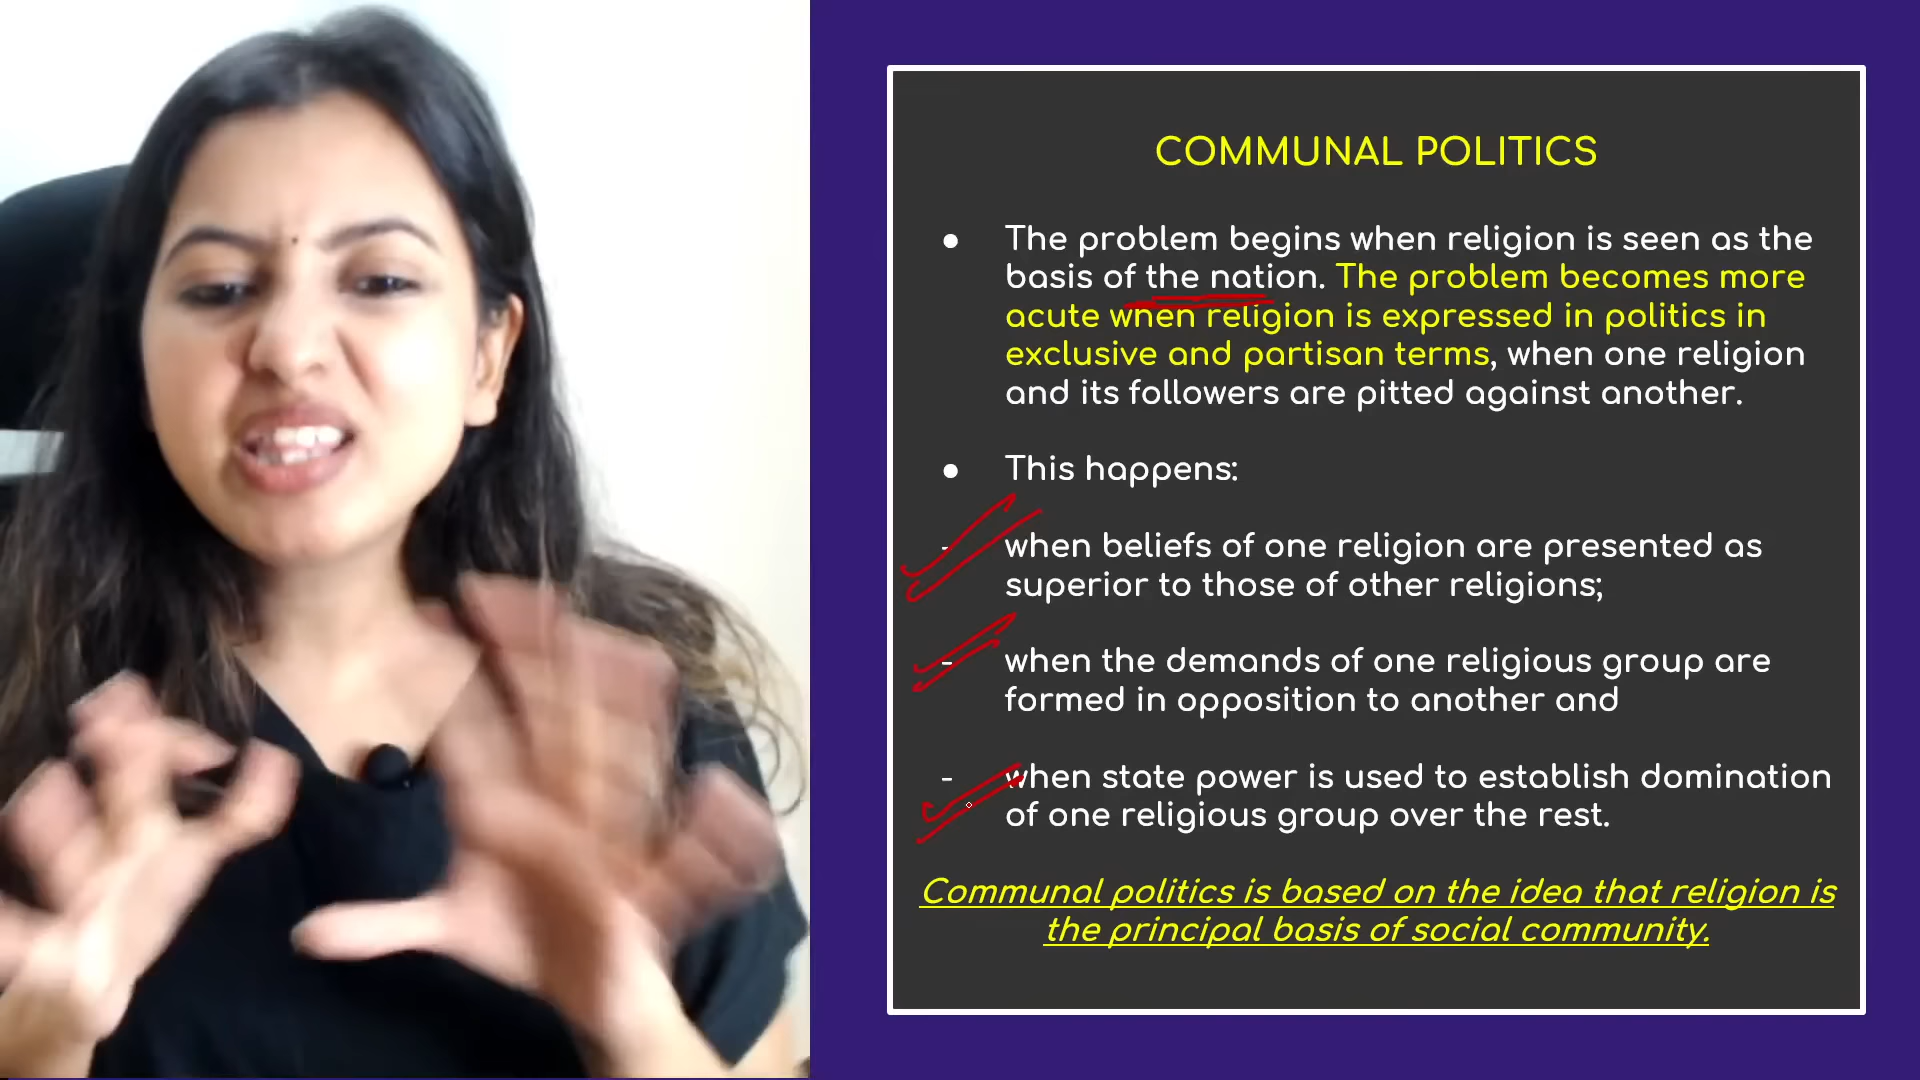 COMMUNAL POLITICS
● The problem begins when religion is seen as the
basis of the nation. The problem becomes more
acute when religion is expressed in politics in
exclusive and partisan terms, when one religion
and its followers are pitted against another.
● This happens:
- when beliefs of one religion are presented as
superior to those of other religions;
- when the demands of one religious group are
formed in opposition to another and
- when state power is used to establish domination
of one religious group over the rest.
Communal politics is based on the idea that religion is
the principal basis of social community.